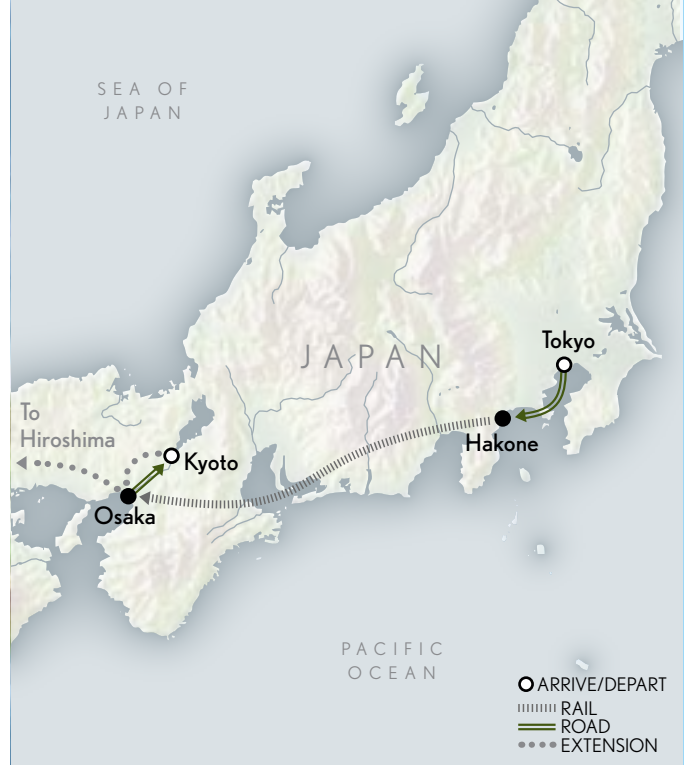 SEA OF
JAPAN
JAPAN
Tokyo
Hakone
To
Hiroshima
Kyoto
Osaka
PACIFIC
OCEAN
ARRIVE/DEPART
RAIL
ROAD
EXTENSION